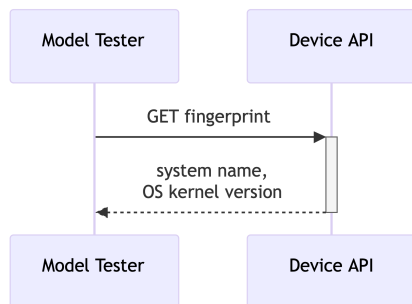 Model Tester
Device API
GET fingerprint
system name,
OS kernel version
Model Tester
Device API